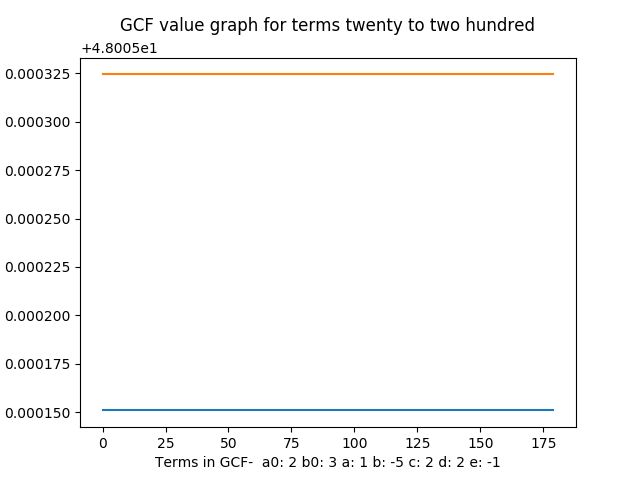 GCF value graph for terms twenty to two hundred
+4.8005e1
0.000325
0.000300
0.000275
0.000250
0.000225
0.000200
0.000175
0.000150
0 25 50 75 100 125 150 175
Terms in GCF-  a0: 2 b0: 3 a: 1 b: -5 c: 2 d: 2 e: -1